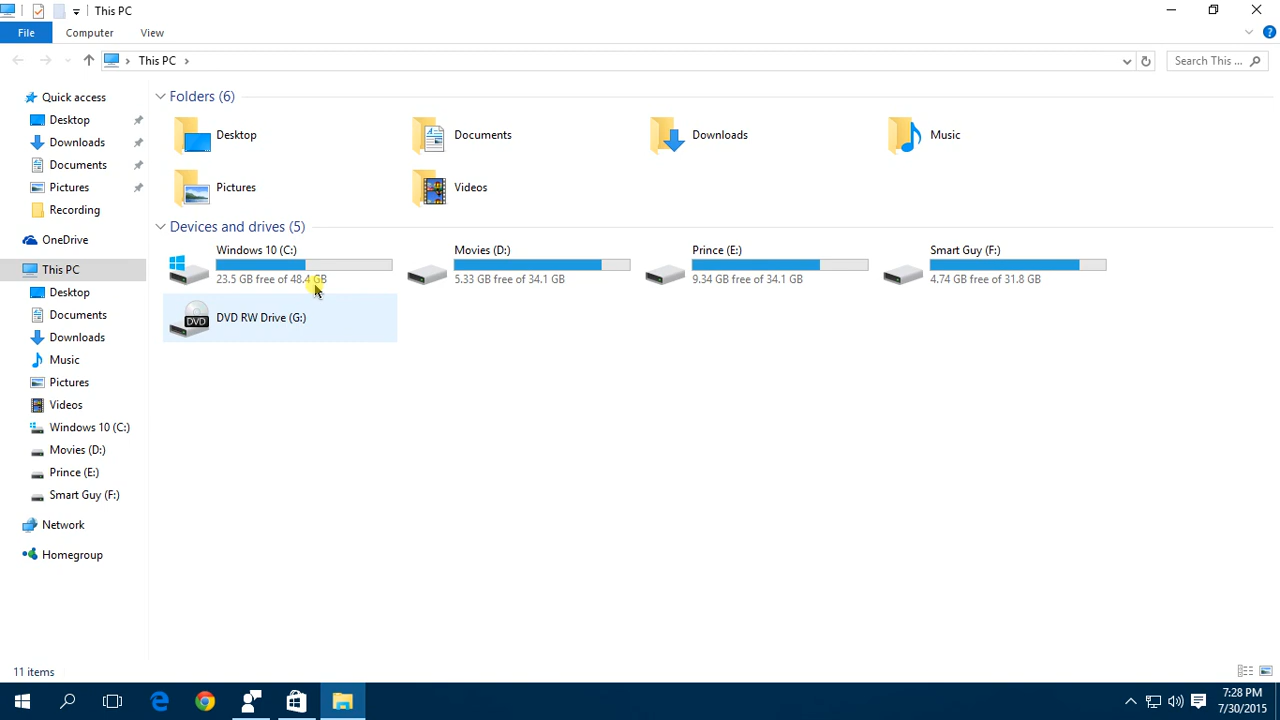 This PC
File Computer View
This PC
Search This ...
Quick access
Desktop
Downloads
Documents
Pictures
Recording
OneDrive
This PC
Desktop
Documents
Downloads
Music
Pictures
Videos
Windows 10 (C:)
Movies (D:)
Prince (E:)
Smart Guy (F:)
Network
Homegroup
Folders (6)
Desktop
Documents
Downloads
Music
Pictures
Videos
Devices and drives (5)
Windows 10 (C:)
23.5 GB free of 48.4 GB
Movies (D:)
5.33 GB free of 34.1 GB
Prince (E:)
9.34 GB free of 34.1 GB
Smart Guy (F:)
4.74 GB free of 31.8 GB
DVD
DVD RW Drive (G:)
11 items
7:28 PM
7/30/2015